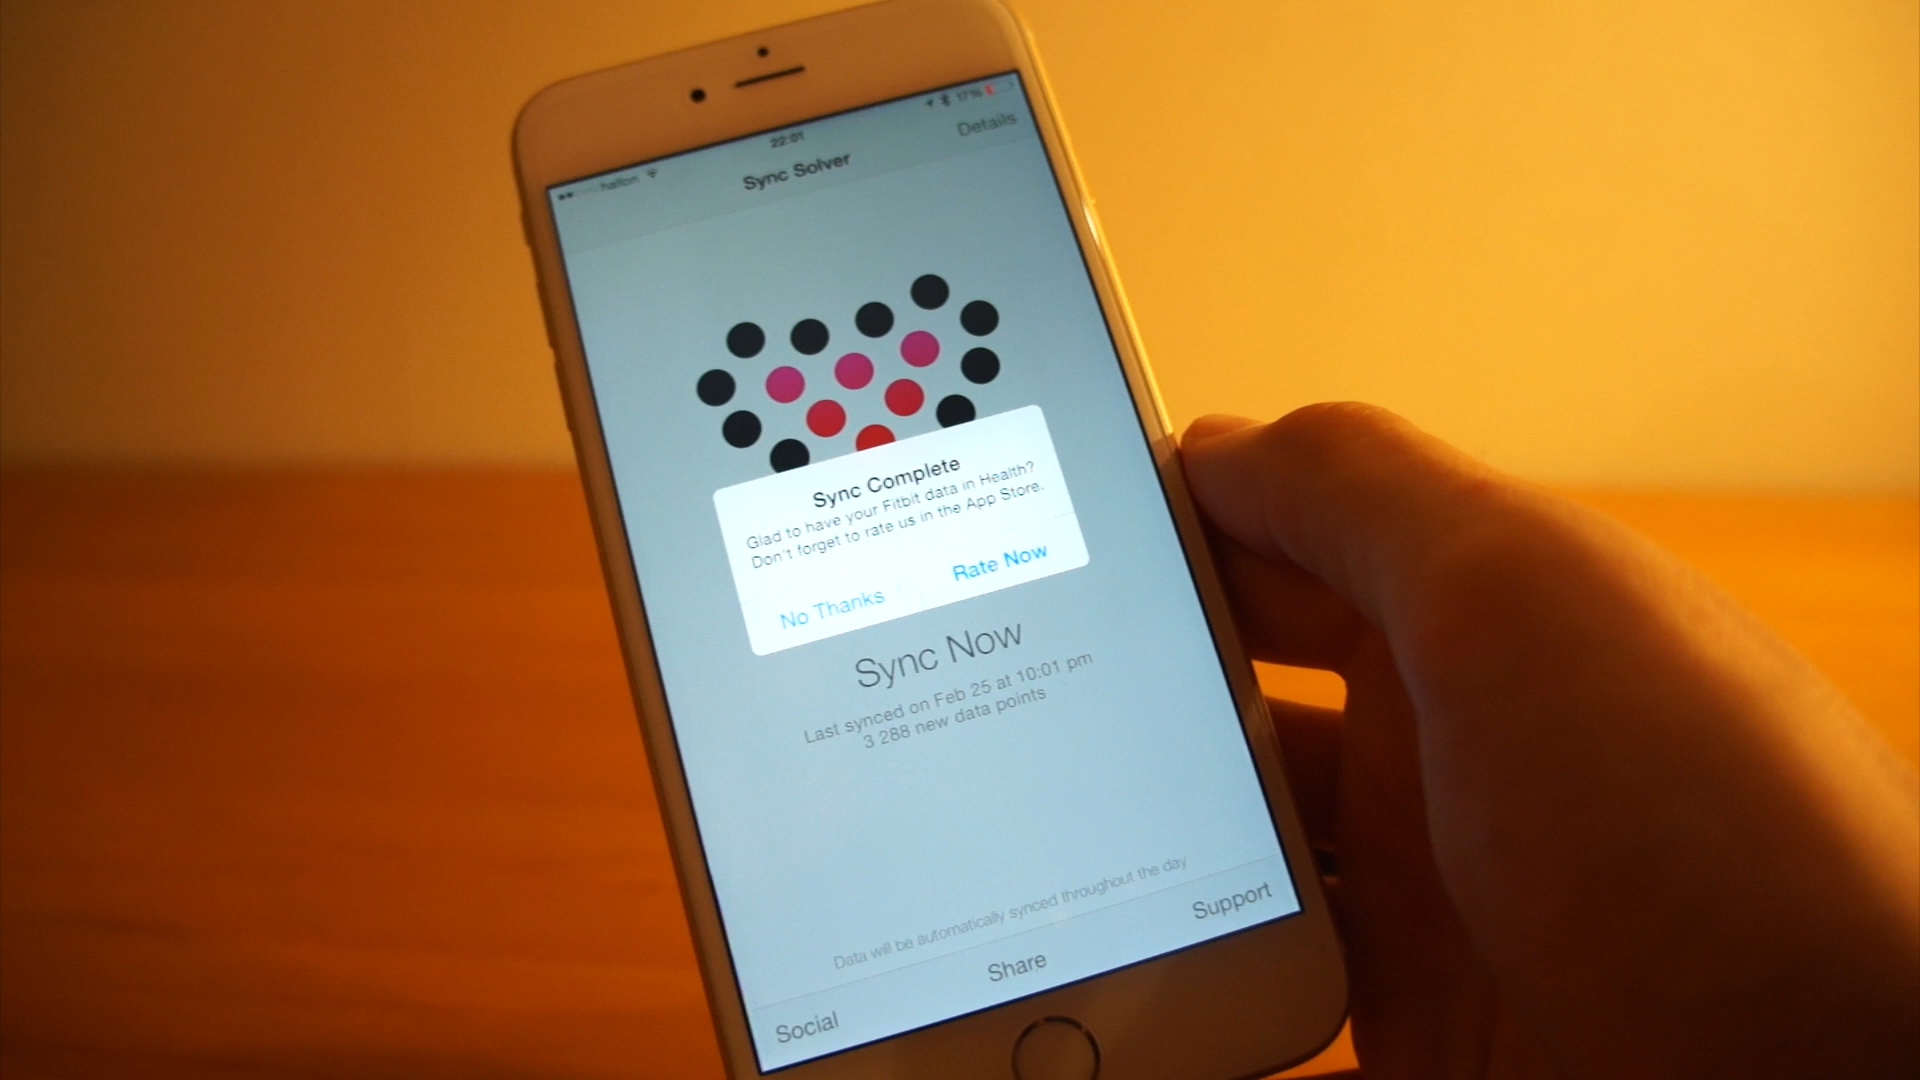 hallon
22:01
17%
Sync Solver
Details
Sync Complete
Glad to have your Fitbit data in Health?
Don't forget to rate us in the App Store.
No Thanks
Rate Now
Sync Now
Last synced on Feb 25 at 10:01 pm
3 288 new data points
Data will be automatically synced throughout the day
Social
Share
Support